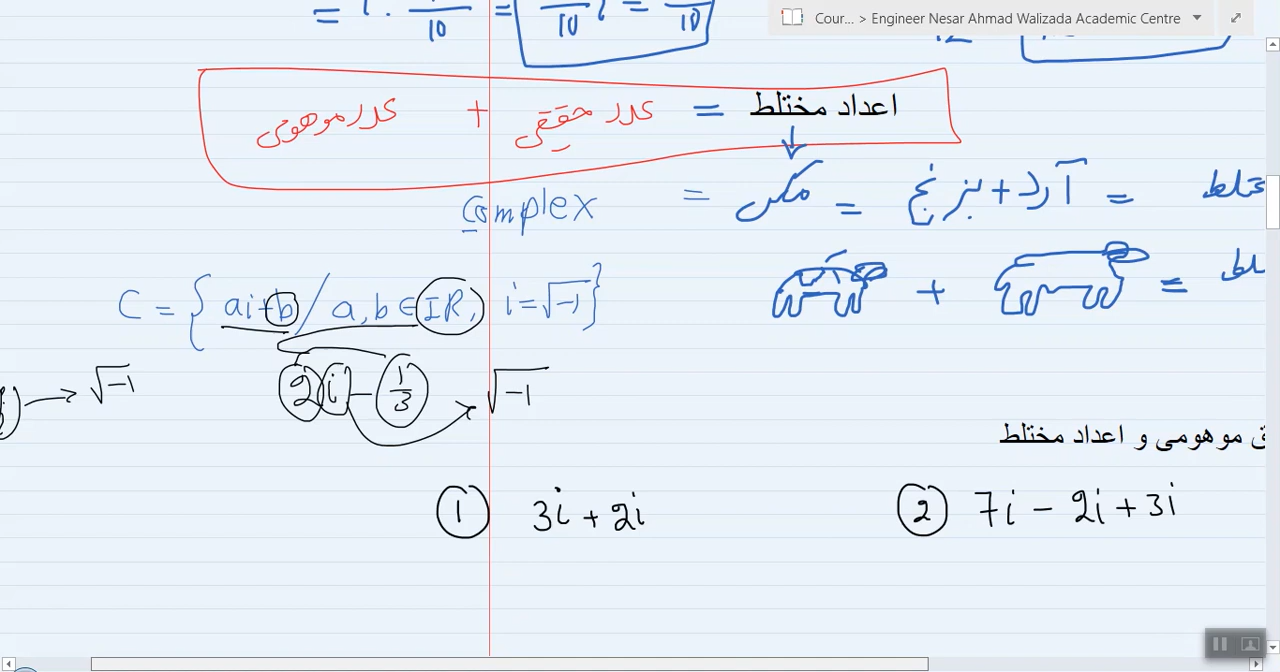 Cour... > Engineer Nesar Ahmad Walizada Academic Centre
اعداد مختلط = عدد حقیقی + عدد موهومی
= آرد + برنج = مکس
= Complex
C = { ai+b / a, b ∈ IR, i = √-1 }
2i - 1/3 → √-1
→ √-1
موهومی و اعداد مختلط
① 3i + 2i
② 7i - 2i + 3i